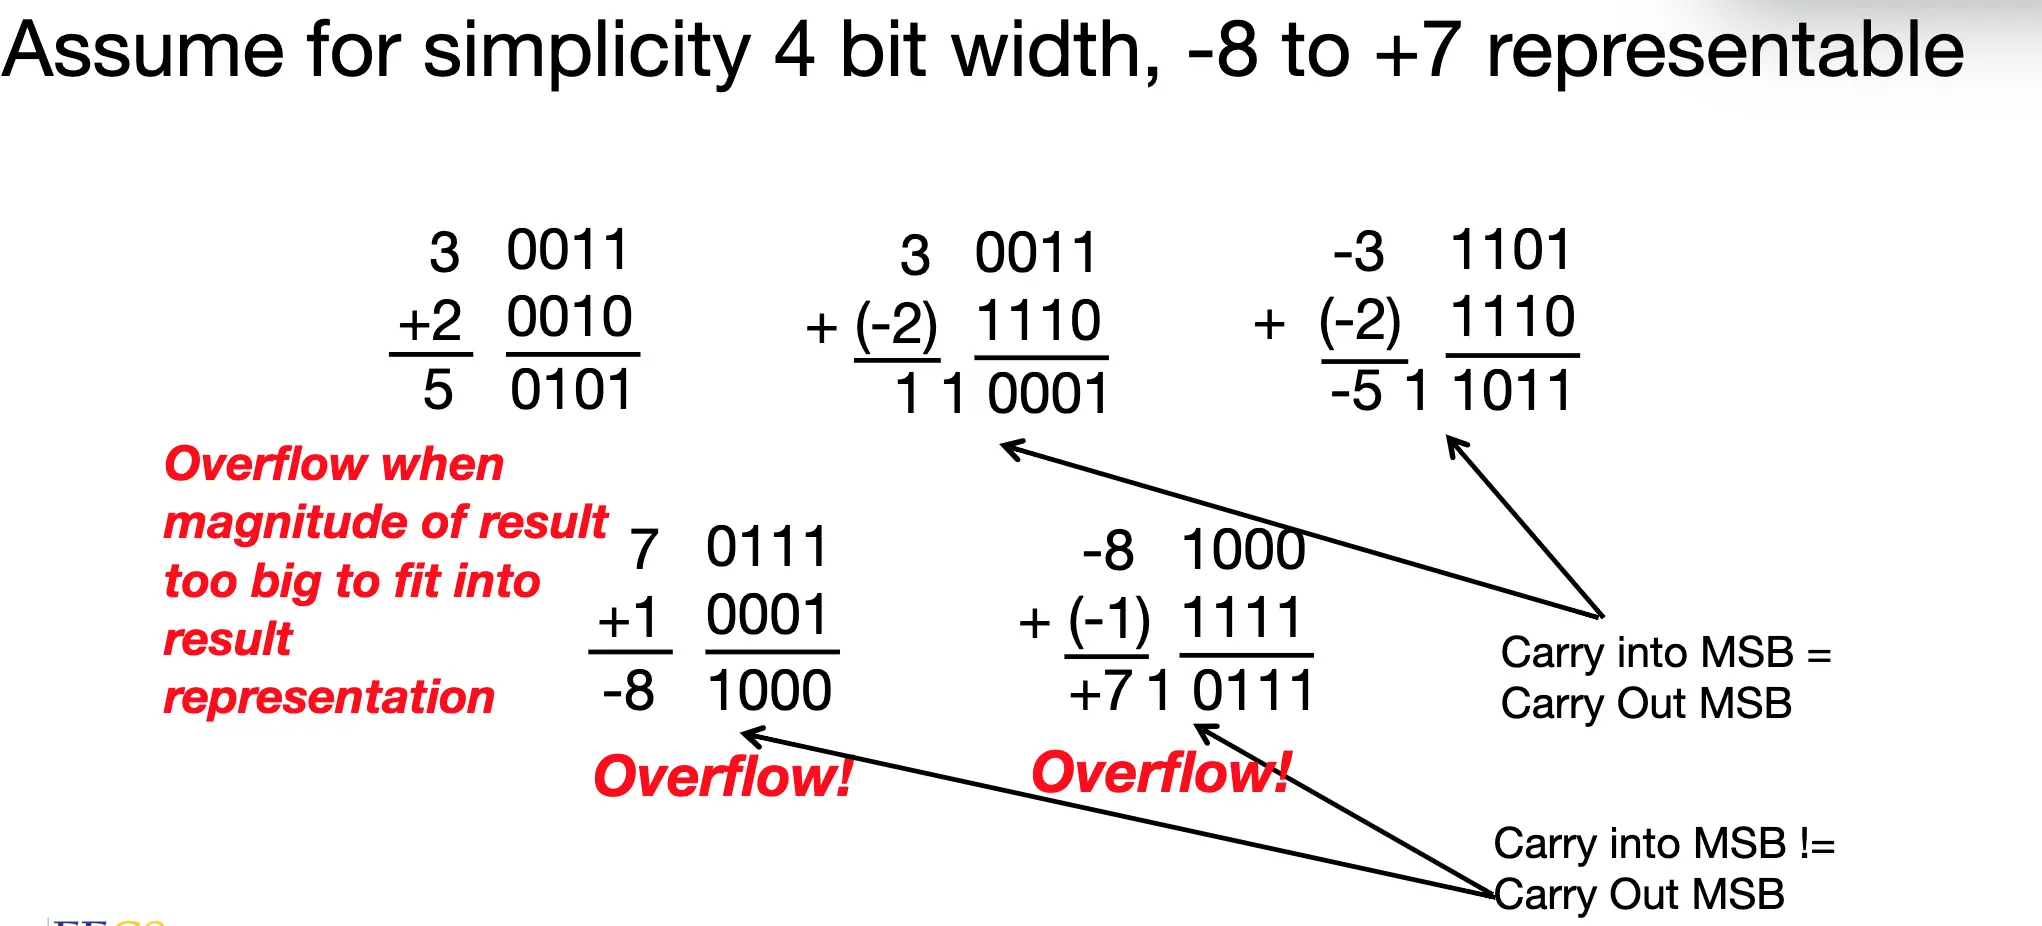 Assume for simplicity 4 bit width, -8 to +7 representable
3 0011
+2 0010
5 0101
3 0011
+ (-2) 1110
1 1 0001
-3 1101
+ (-2) 1110
-5 1 1011
Overflow when
magnitude of result
too big to fit into
result
representation
7 0111
+1 0001
-8 1000
Overflow!
-8 1000
+ (-1) 1111
+7 1 0111
Overflow!
Carry into MSB =
Carry Out MSB
Carry into MSB !=
Carry Out MSB